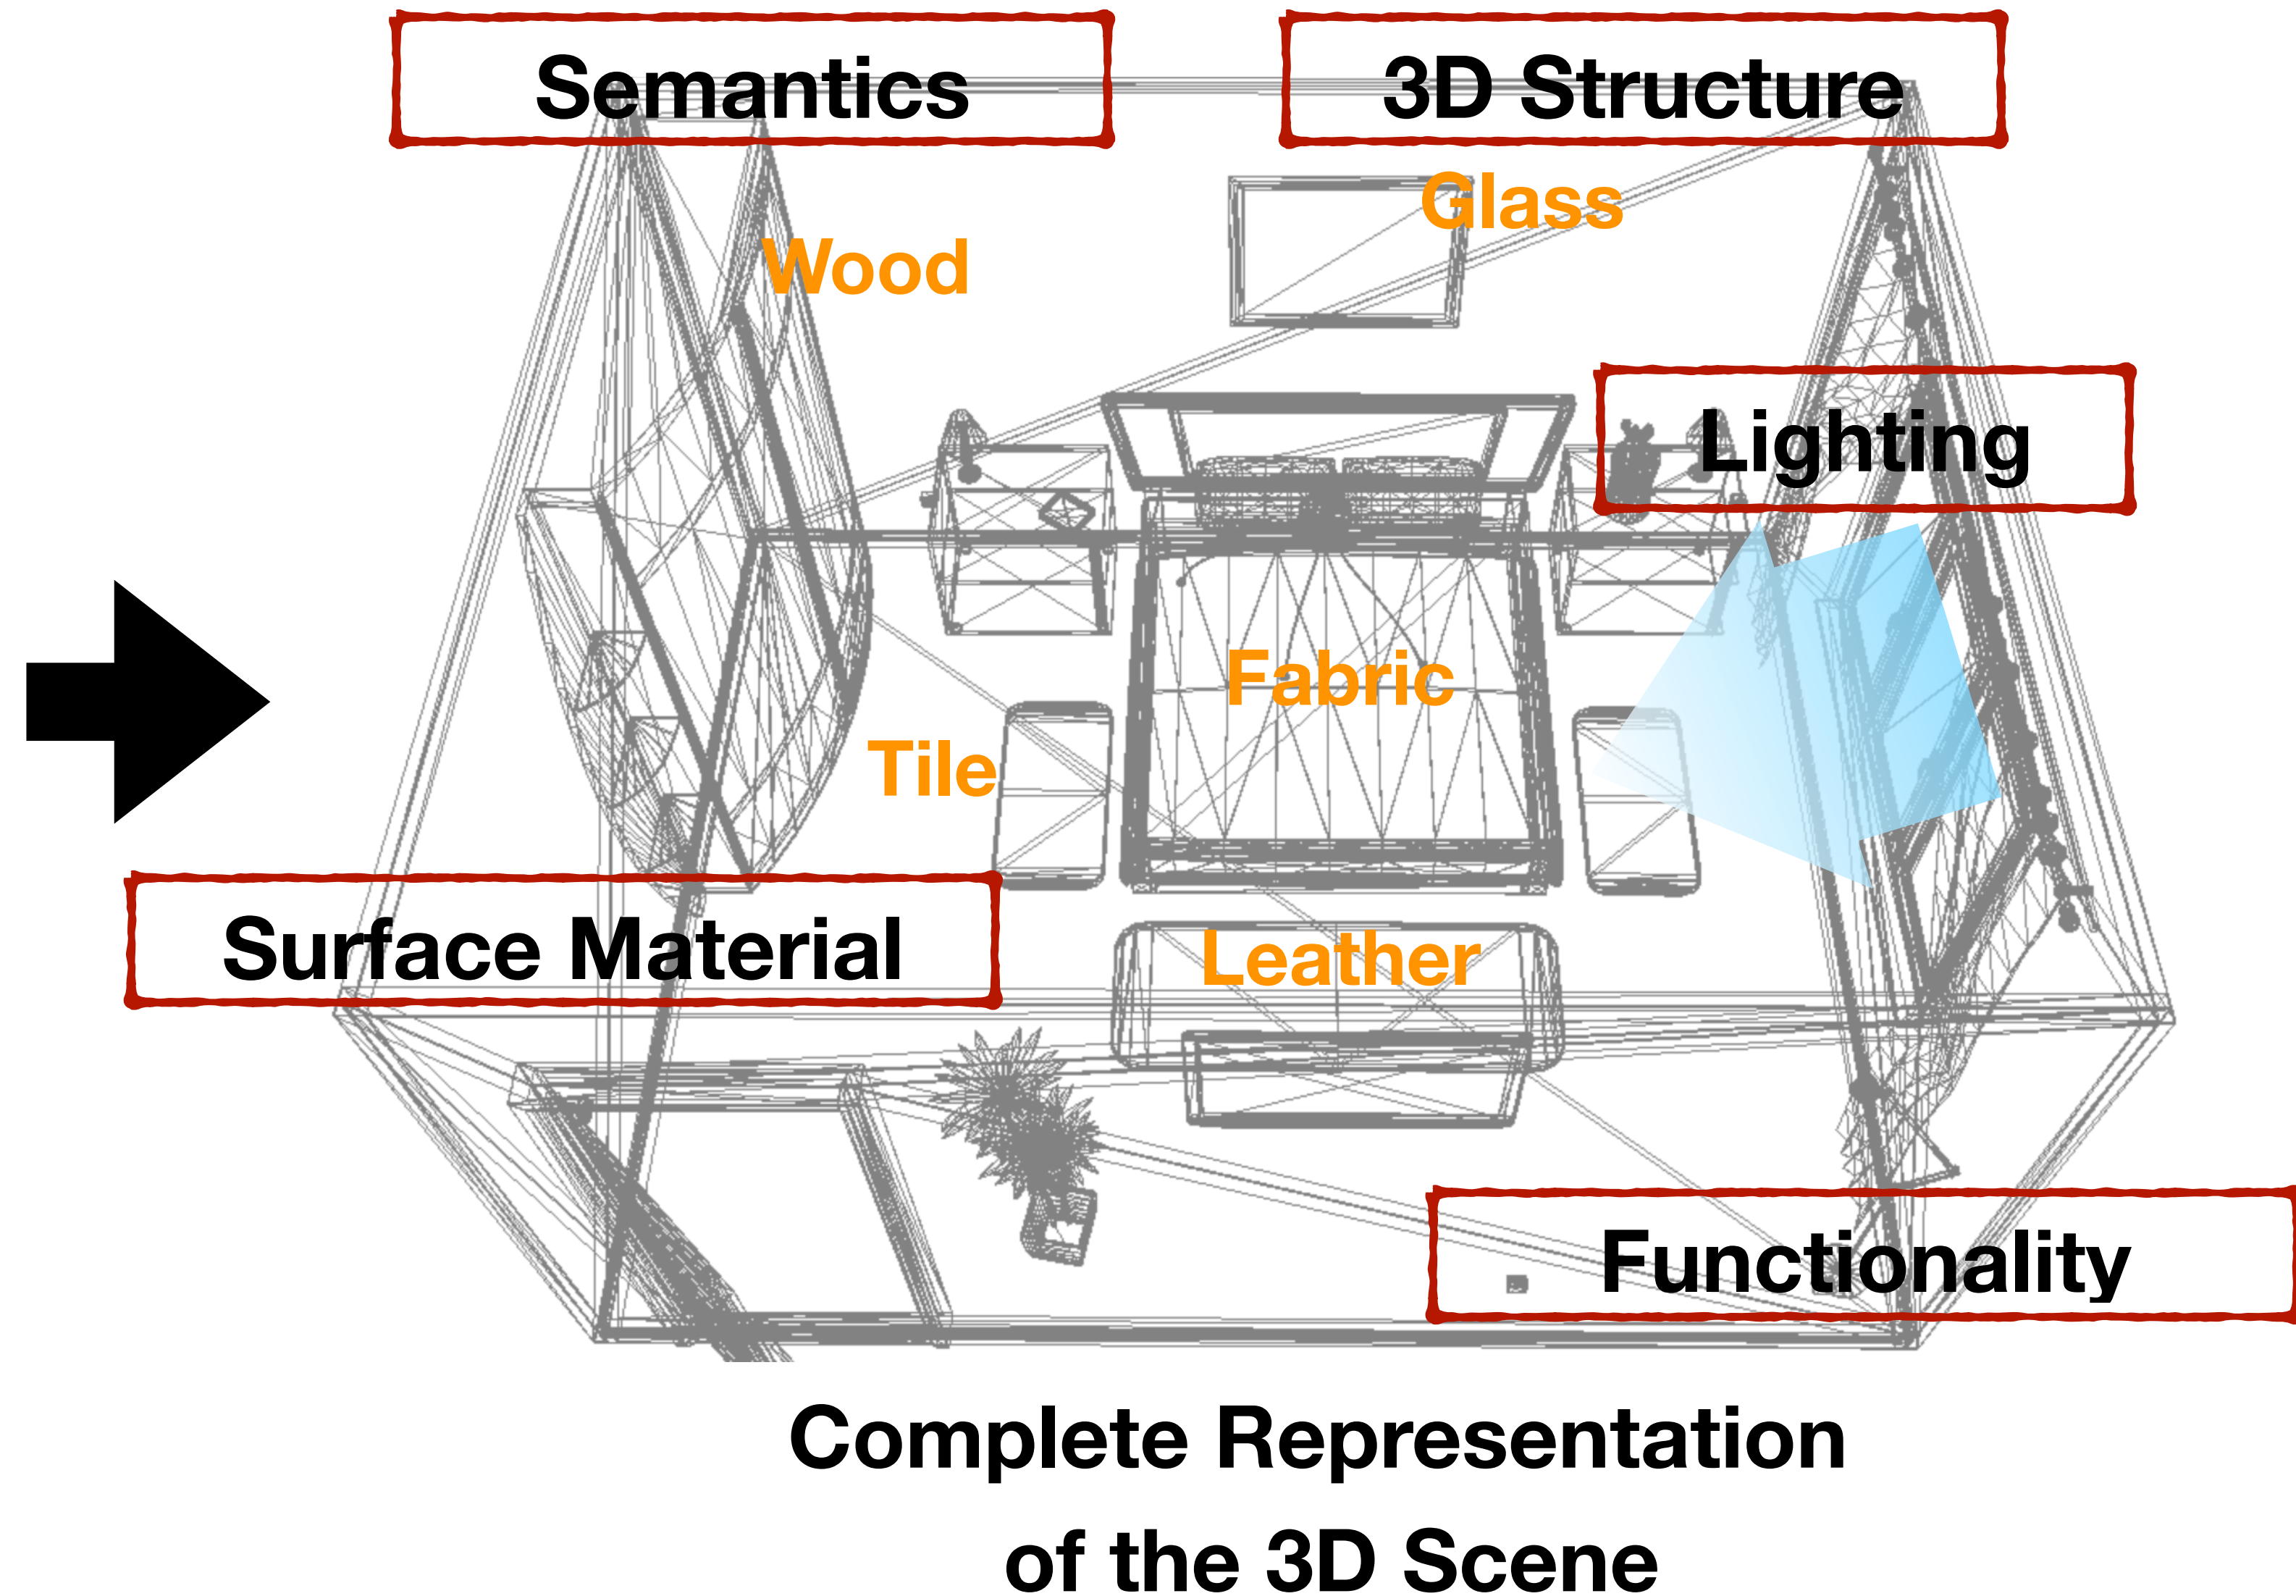 Semantics
3D Structure
Glass
Wood
Lighting
Fabric
Tile
Surface Material
Leather
Functionality
Complete Representation
of the 3D Scene